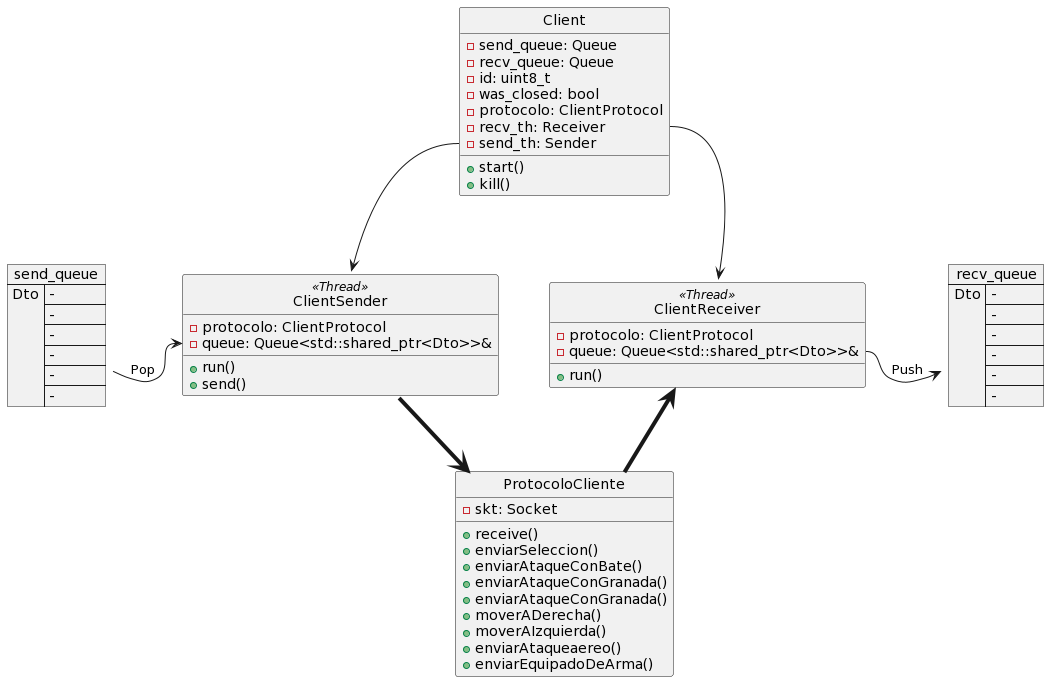 Client
send_queue: Queue
recv_queue: Queue
id: uint8_t
was_closed: bool
protocolo: ClientProtocol
recv_th: Receiver
send_th: Sender
start()
kill()
send_queue
Dto
-
-
-
-
-
-
Pop
«Thread»
ClientSender
protocolo: ClientProtocol
queue: Queue<std::shared_ptr<Dto>>&
run()
send()
«Thread»
ClientReceiver
protocolo: ClientProtocol
queue: Queue<std::shared_ptr<Dto>>&
run()
Push
recv_queue
Dto
-
-
-
-
-
-
ProtocoloCliente
skt: Socket
receive()
enviarSeleccion()
enviarAtaqueConBate()
enviarAtaqueConGranada()
enviarAtaqueConGranada()
moverADerecha()
moverAIzquierda()
enviarAtaqueaereo()
enviarEquipadoDeArma()